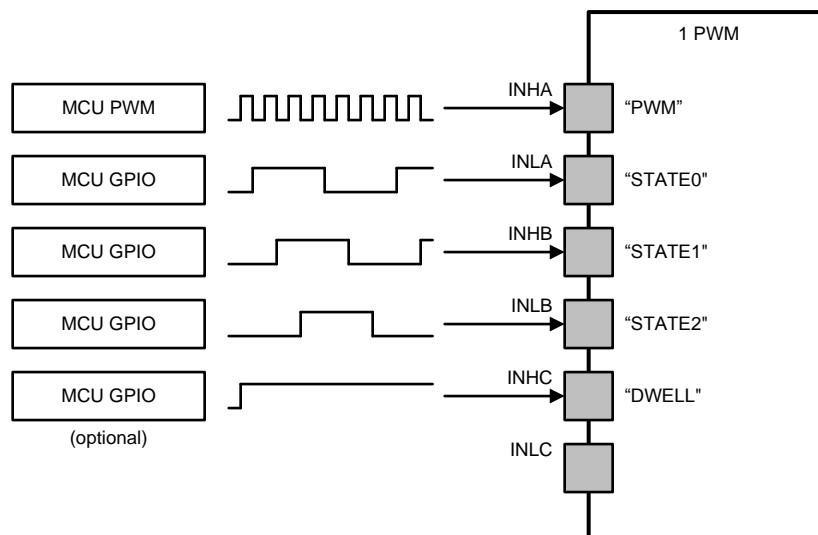 1 PWM
MCU PWM INHA “PWM”
MCU GPIO INLA “STATE0"
MCU GPIO INHB “STATE1"
MCU GPIO INLB “STATE2"
MCU GPIO INHC “DWELL"
(optional)
INLC